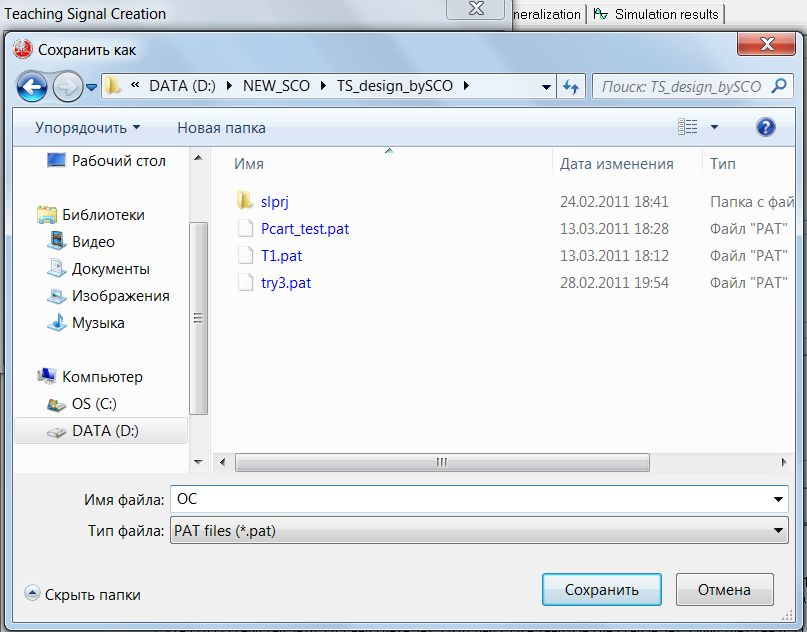 Teaching Signal Creation
neralization
Simulation results
Сохранить как
« DATA (D:) NEW_SCO TS_design_bySCO
Поиск: TS_design_bySCO
Упорядочить
Новая папка
Имя
Дата изменения
Тип
Рабочий стол
Библиотеки
Видео
Документы
Изображения
Музыка
Компьютер
OS (C:)
DATA (D:)
slprj 24.02.2011 18:41 Папка с фай
Pcart_test.pat 13.03.2011 18:28 Файл "PAT"
T1.pat 13.03.2011 18:12 Файл "PAT"
try3.pat 28.02.2011 19:54 Файл "PAT"
Имя файла: ОС
Тип файла: PAT files (*.pat)
Скрыть папки
Сохранить
Отмена